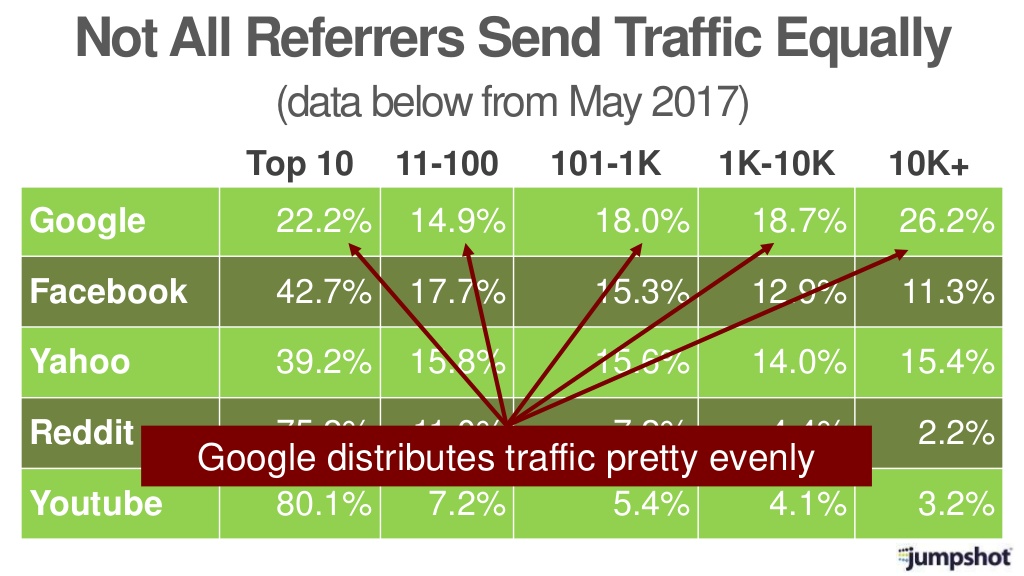 Not All Referrers Send Traffic Equally
(data below from May 2017)
Top 10 11-100 101-1K 1K-10K 10K+
Google 22.2% 14.9% 18.0% 18.7% 26.2%
Facebook 42.7% 17.7% 15.3% 12.9% 11.3%
Yahoo 39.2% 15.8% 15.6% 14.0% 15.4%
Reddit 2.2%
Google distributes traffic pretty evenly
Youtube 80.1% 7.2% 5.4% 4.1% 3.2%
jumpshot